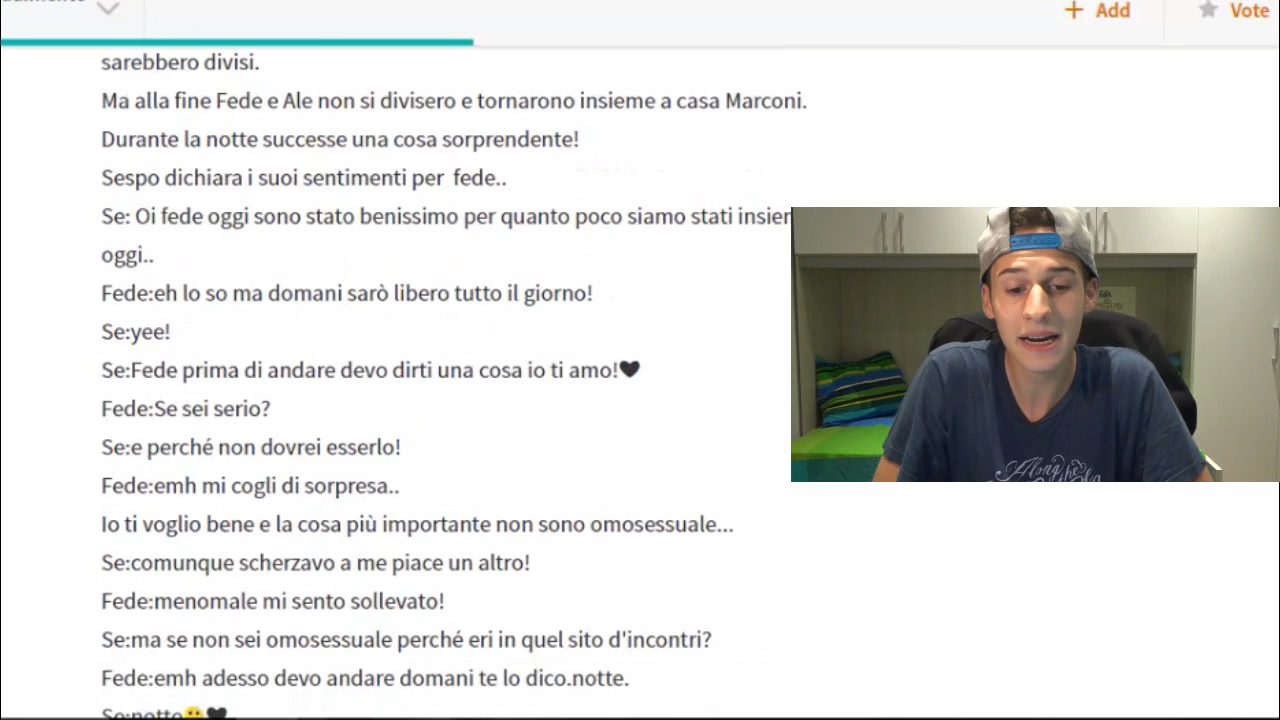 Add
Vote
sarebbero divisi.
Ma alla fine Fede e Ale non si divisero e tornarono insieme a casa Marconi.
Durante la notte successe una cosa sorprendente!
Sespo dichiara i suoi sentimenti per fede..
Se: Oi fede oggi sono stato benissimo per quanto poco siamo stati
oggi..
Fede:eh lo so ma domani sarò libero tutto il giorno!
Se:yee!
Se:Fede prima di andare devo dirti una cosa io ti amo!🖤
Fede:Se sei serio?
Se:e perché non dovrei esserlo!
Fede:emh mi cogli di sorpresa..
Io ti voglio bene e la cosa più importante non sono omosessuale...
Se:comunque scherzavo a me piace un altro!
Fede:menomale mi sento sollevato!
Se:ma se non sei omosessuale perché eri in quel sito d'incontri?
Fede:emh adesso devo andare domani te lo dico.notte.
Se:notte
Along the